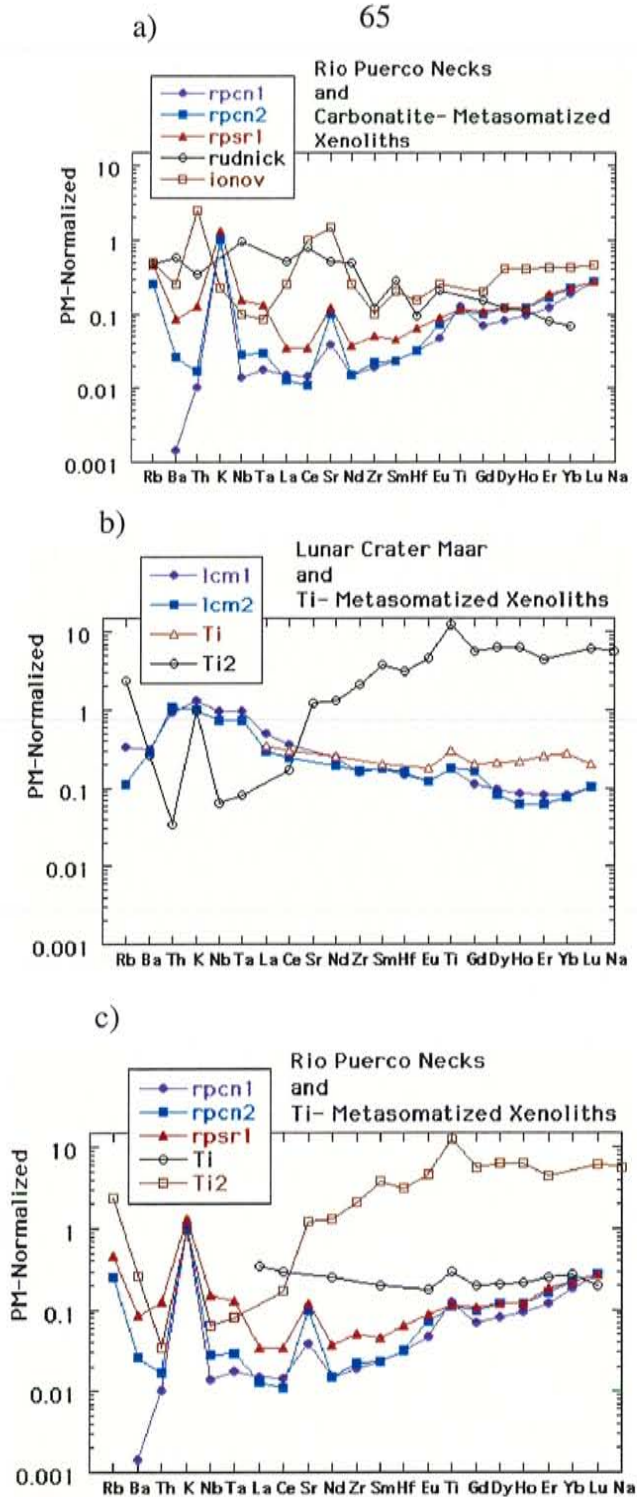 65
a)
Rio Puerco Necks
and
Carbonatite- Metasomatized
Xenoliths
rpcn1
rpcn2
rpsr1
rudnick
ionov
PM-Normalized
10
1
0.1
0.01
0.001
Rb Ba Th K Nb Ta La Ce Sr Nd Zr Sm Hf Eu Ti Gd Dy Ho Er Yb Lu Na
b)
Lunar Crater Maar
and
Ti- Metasomatized Xenoliths
lcm1
lcm2
Ti
Ti2
PM-Normalized
10
1
0.1
0.01
0.001
Rb Ba Th K Nb Ta La Ce Sr Nd Zr Sm Hf Eu Ti Gd Dy Ho Er Yb Lu Na
c)
Rio Puerco Necks
and
Ti- Metasomatized Xenoliths
rpcn1
rpcn2
rpsr1
Ti
Ti2
PM-Normalized
10
1
0.1
0.01
0.001
Rb Ba Th K Nb Ta La Ce Sr Nd Zr Sm Hf Eu Ti Gd Dy Ho Er Yb Lu Na